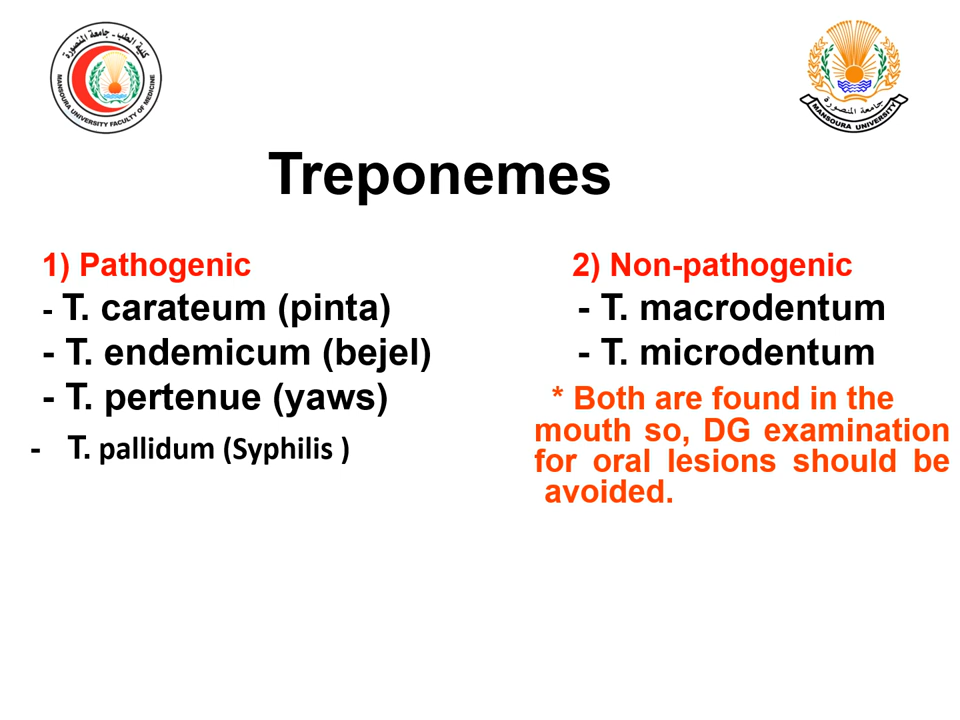 كلية الطب - جامعة المنصورة
MANSOURA UNIVERSITY FACULTY OF MEDICINE
جامعة المنصورة
MANSOURA UNIVERSITY
Treponemes
1) Pathogenic
- T. carateum (pinta)
- T. endemicum (bejel)
- T. pertenue (yaws)
- T. pallidum (Syphilis )
2) Non-pathogenic
- T. macrodentum
- T. microdentum
* Both are found in the
mouth so, DG examination
for oral lesions should be
avoided.